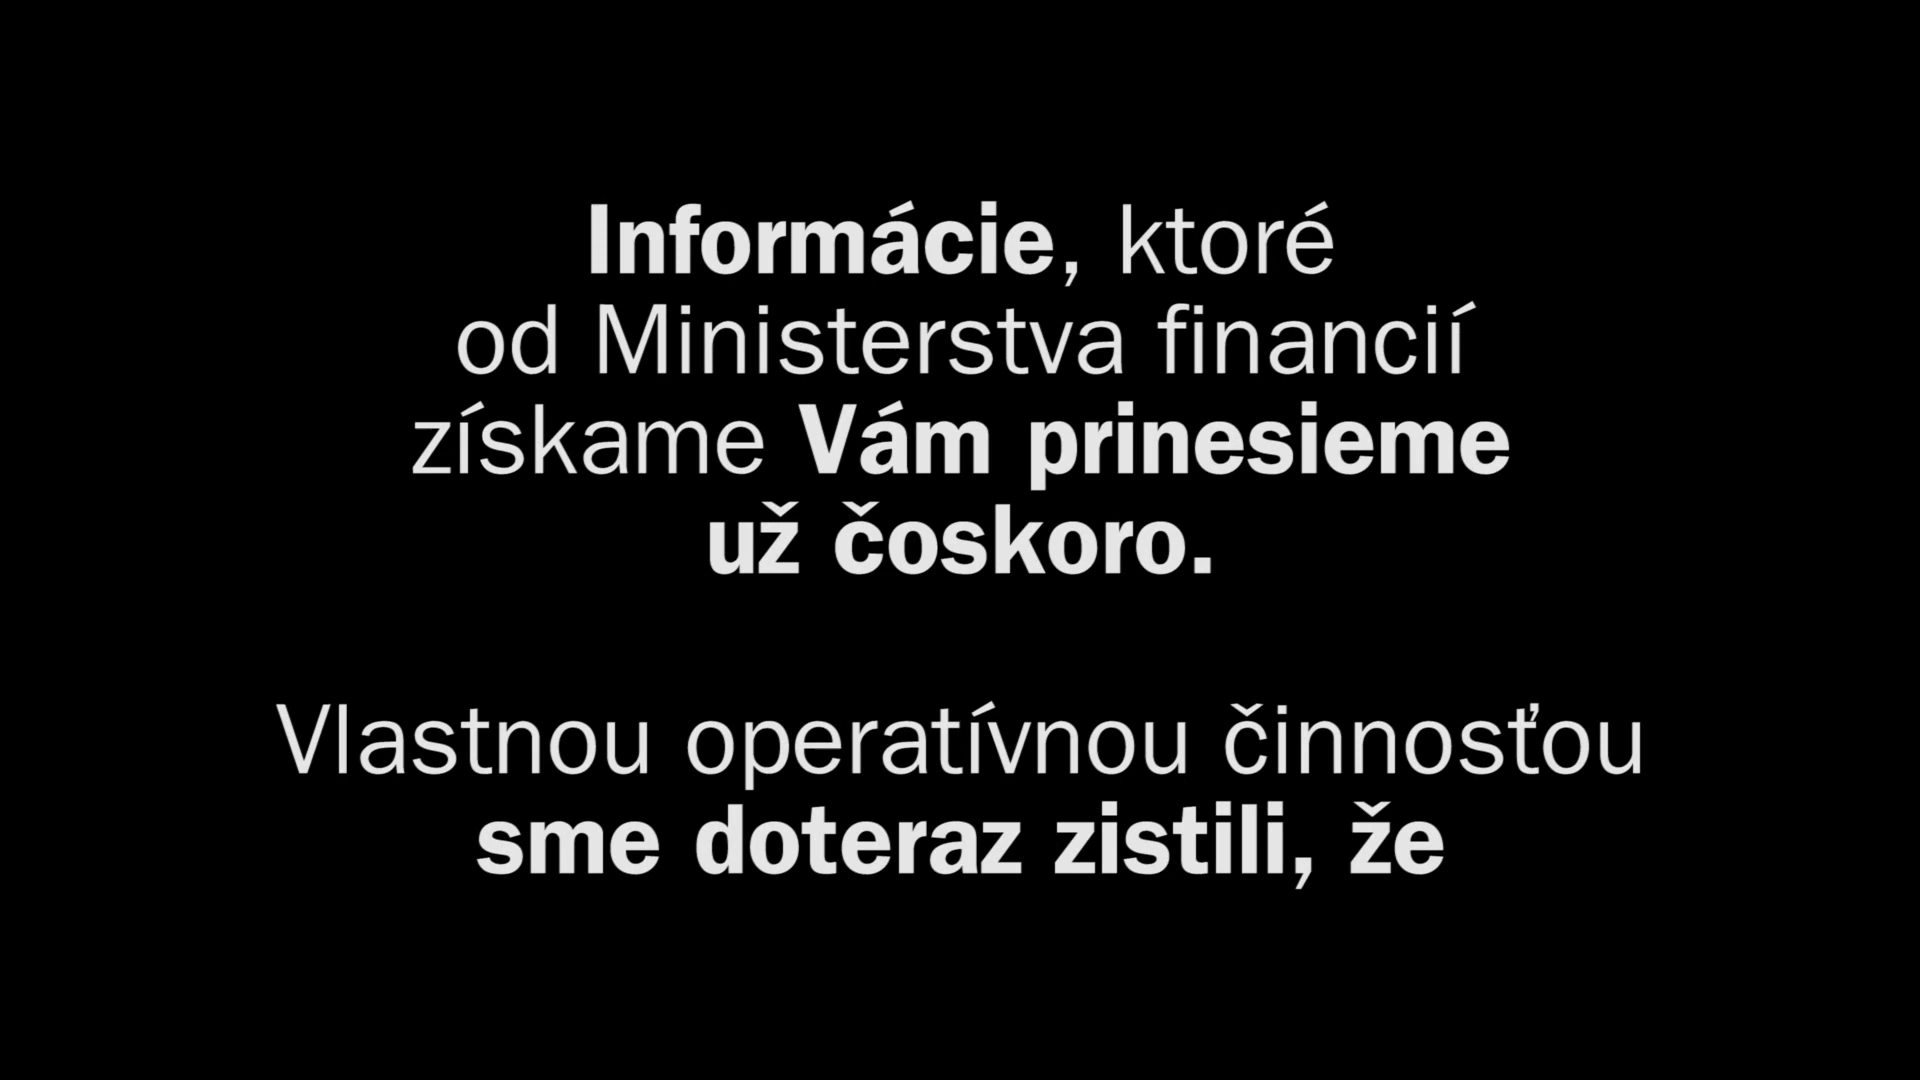 Informácie, ktoré
od Ministerstva financií
získame Vám prinesieme
už čoskoro.
Vlastnou operatívnou činnosťou
sme doteraz zistili, že